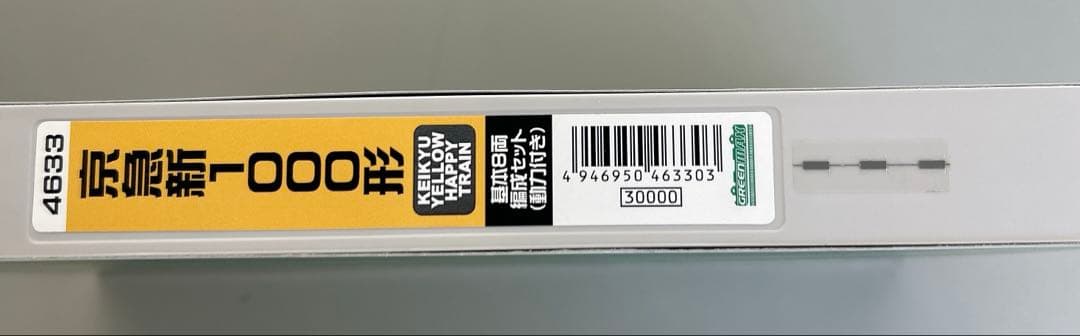 4633
京急新1000形
KEIKYU
YELLOW
HAPPY
TRAIN
基本8両
編成セット
(動力付き)
4 946950 463303
30000
GREENMAX